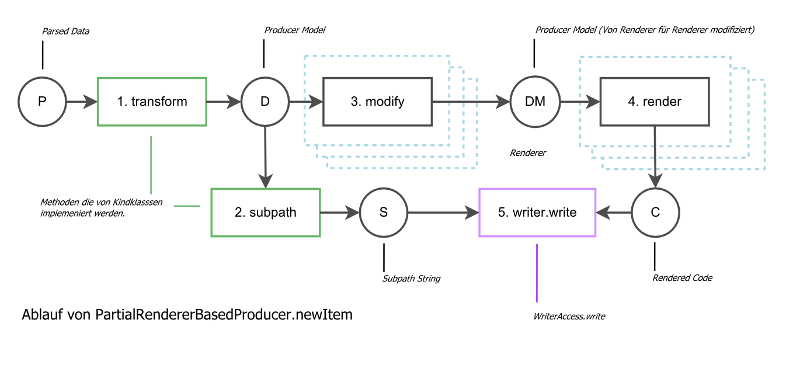 Parsed Data
Producer Model
Producer Model (Von Renderer für Renderer modifiziert)
P
1. transform
D
3. modify
DM
4. render
Renderer
Methoden die von Kindklasssen
implemeniert werden.
2. subpath
S
5. writer.write
C
Subpath String
Rendered Code
WriterAccess.write
Ablauf von PartialRendererBasedProducer.newItem